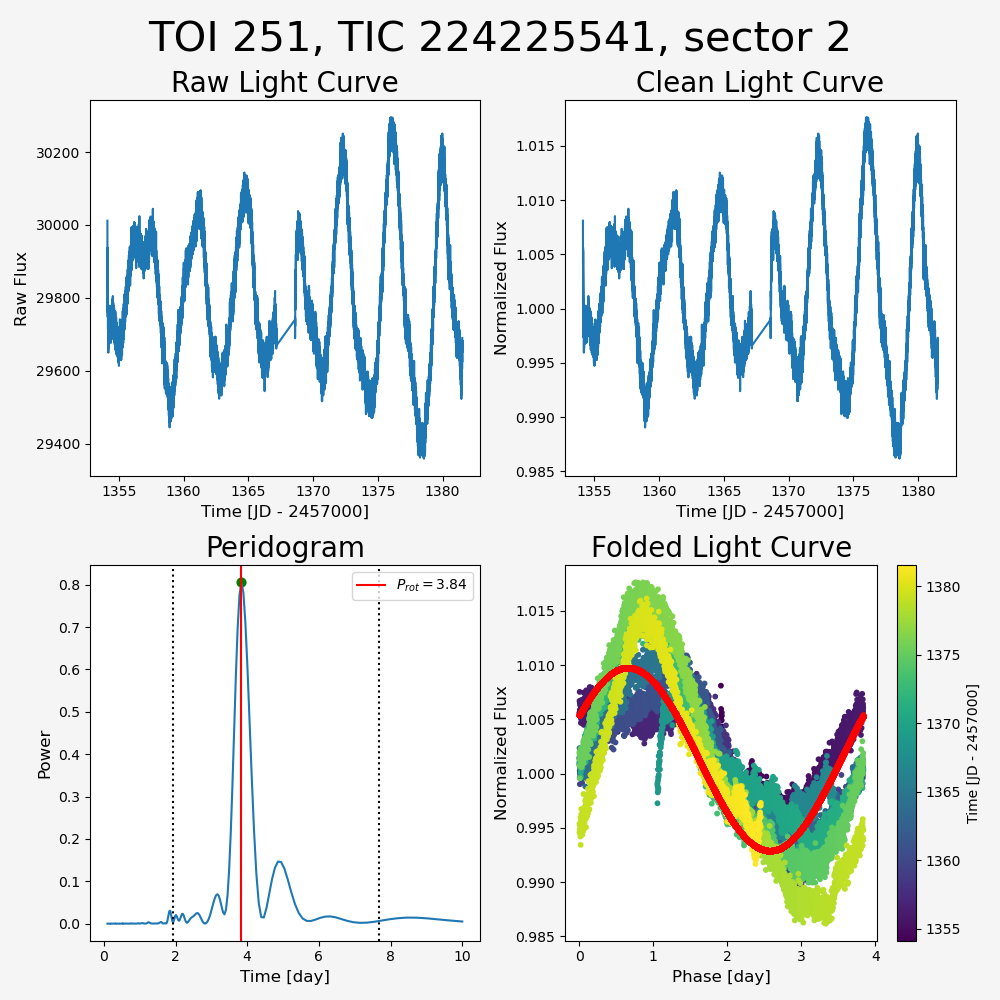 TOI 251, TIC 224225541, sector 2
Raw Light Curve
Clean Light Curve
30200
30000
29800
29600
29400
Raw Flux
1355 1360 1365 1370 1375 1380
Time [JD - 2457000]
1.015
1.010
1.005
1.000
0.995
0.990
0.985
Normalized Flux
1355 1360 1365 1370 1375 1380
Time [JD - 2457000]
Peridogram
Folded Light Curve
0.8
0.7
0.6
0.5
0.4
0.3
0.2
0.1
0.0
Power
P_rot = 3.84
0 2 4 6 8 10
Time [day]
1.015
1.010
1.005
1.000
0.995
0.990
0.985
Normalized Flux
0 1 2 3 4
Phase [day]
1380
1375
1370
1365
1360
1355
Time [JD - 2457000]